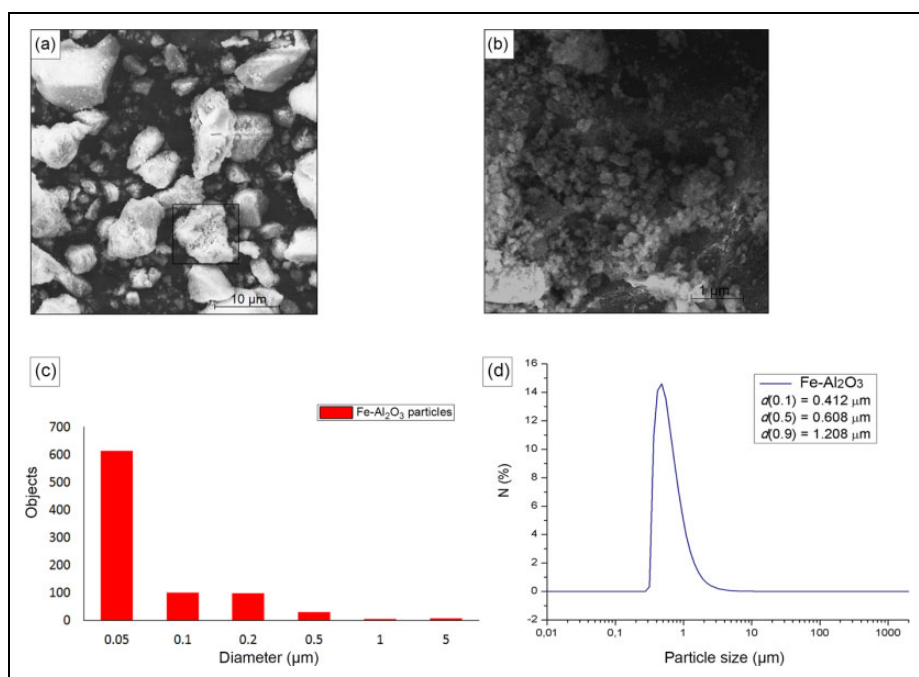 (a)
10 µm
(b)
1 µm
(c)
Fe-Al₂O₃ particles
700
600
500
400
300
200
100
0
Objects
0.05 0.1 0.2 0.5 1 5
Diameter (µm)
(d)
16
14
12
10
8
6
4
2
0
-2
N (%)
Fe-Al₂O₃
d(0.1) = 0.412 µm
d(0.5) = 0.608 µm
d(0.9) = 1.208 µm
0,01 0,1 1 10 100 1000
Particle size (µm)